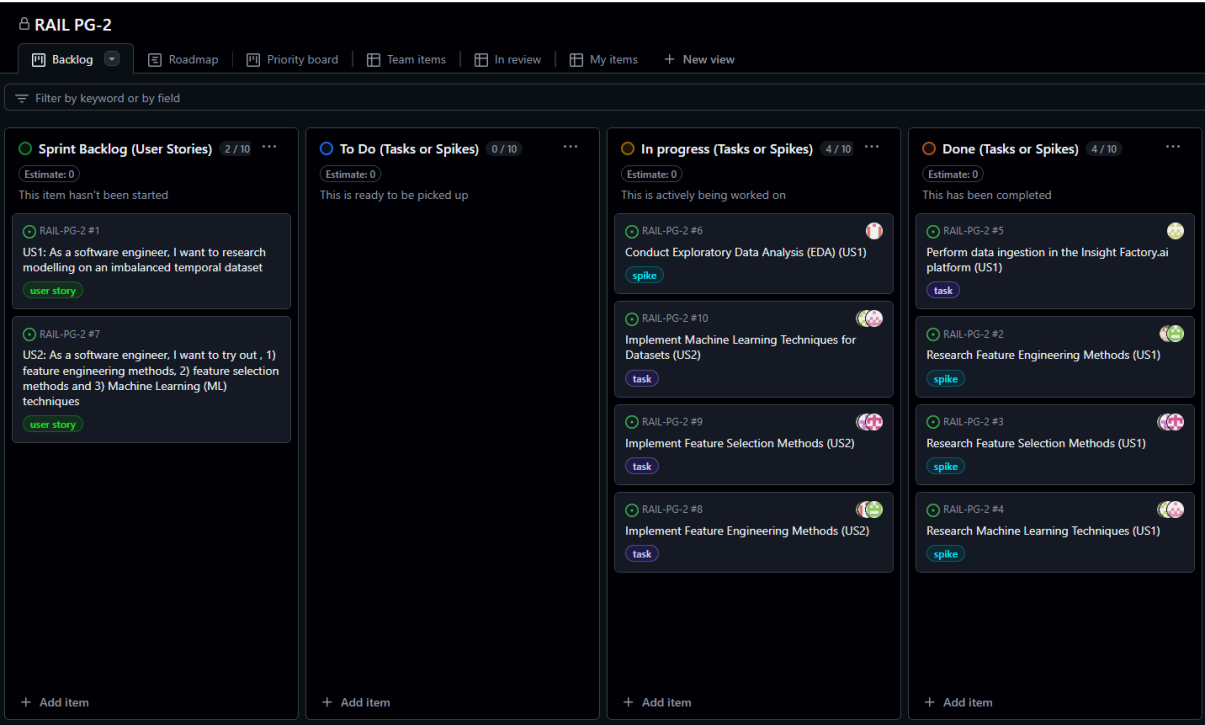 RAIL PG-2
Backlog
Roadmap
Priority board
Team items
In review
My items
New view
Filter by keyword or by field
Sprint Backlog (User Stories) 2 / 10
Estimate: 0
This item hasn't been started
RAIL-PG-2 #1
US1: As a software engineer, I want to research
modelling on an imbalanced temporal dataset
user story
RAIL-PG-2 #7
US2: As a software engineer, I want to try out , 1)
feature engineering methods, 2) feature selection
methods and 3) Machine Learning (ML)
techniques
user story
Add item
To Do (Tasks or Spikes) 0 / 10
Estimate: 0
This is ready to be picked up
Add item
In progress (Tasks or Spikes) 4 / 10
Estimate: 0
This is actively being worked on
RAIL-PG-2 #6
Conduct Exploratory Data Analysis (EDA) (US1)
spike
RAIL-PG-2 #10
Implement Machine Learning Techniques for
Datasets (US2)
task
RAIL-PG-2 #9
Implement Feature Selection Methods (US2)
task
RAIL-PG-2 #8
Implement Feature Engineering Methods (US2)
task
Add item
Done (Tasks or Spikes) 4 / 10
Estimate: 0
This has been completed
RAIL-PG-2 #5
Perform data ingestion in the Insight Factory.ai
platform (US1)
task
RAIL-PG-2 #2
Research Feature Engineering Methods (US1)
spike
RAIL-PG-2 #3
Research Feature Selection Methods (US1)
spike
RAIL-PG-2 #4
Research Machine Learning Techniques (US1)
spike
Add item